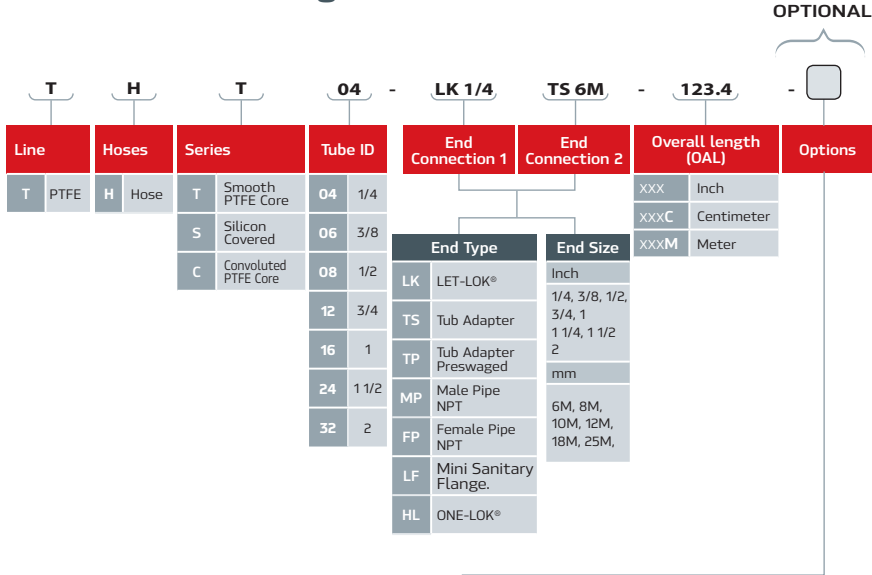 OPTIONAL
T H T 04 - LK 1/4 TS 6M - 123.4 -
Line
Hoses
Series
Tube ID
End
Connection 1
End
Connection 2
Overall length
(OAL)
Options
T PTFE
H Hose
T Smooth
PTFE Core
S Silicon
Covered
C Convoluted
PTFE Core
04 1/4
06 3/8
08 1/2
12 3/4
16 1
24 1 1/2
32 2
XXX Inch
XXXC Centimeter
XXXM Meter
End Type
LK LET-LOK®
TS Tub Adapter
TP Tub Adapter
Preswaged
MP Male Pipe
NPT
FP Female Pipe
NPT
LF Mini Sanitary
Flange.
HL ONE-LOK®
End Size
Inch
1/4, 3/8, 1/2,
3/4, 1
1 1/4, 1 1/2
2
mm
6M, 8M,
10M, 12M,
18M, 25M,